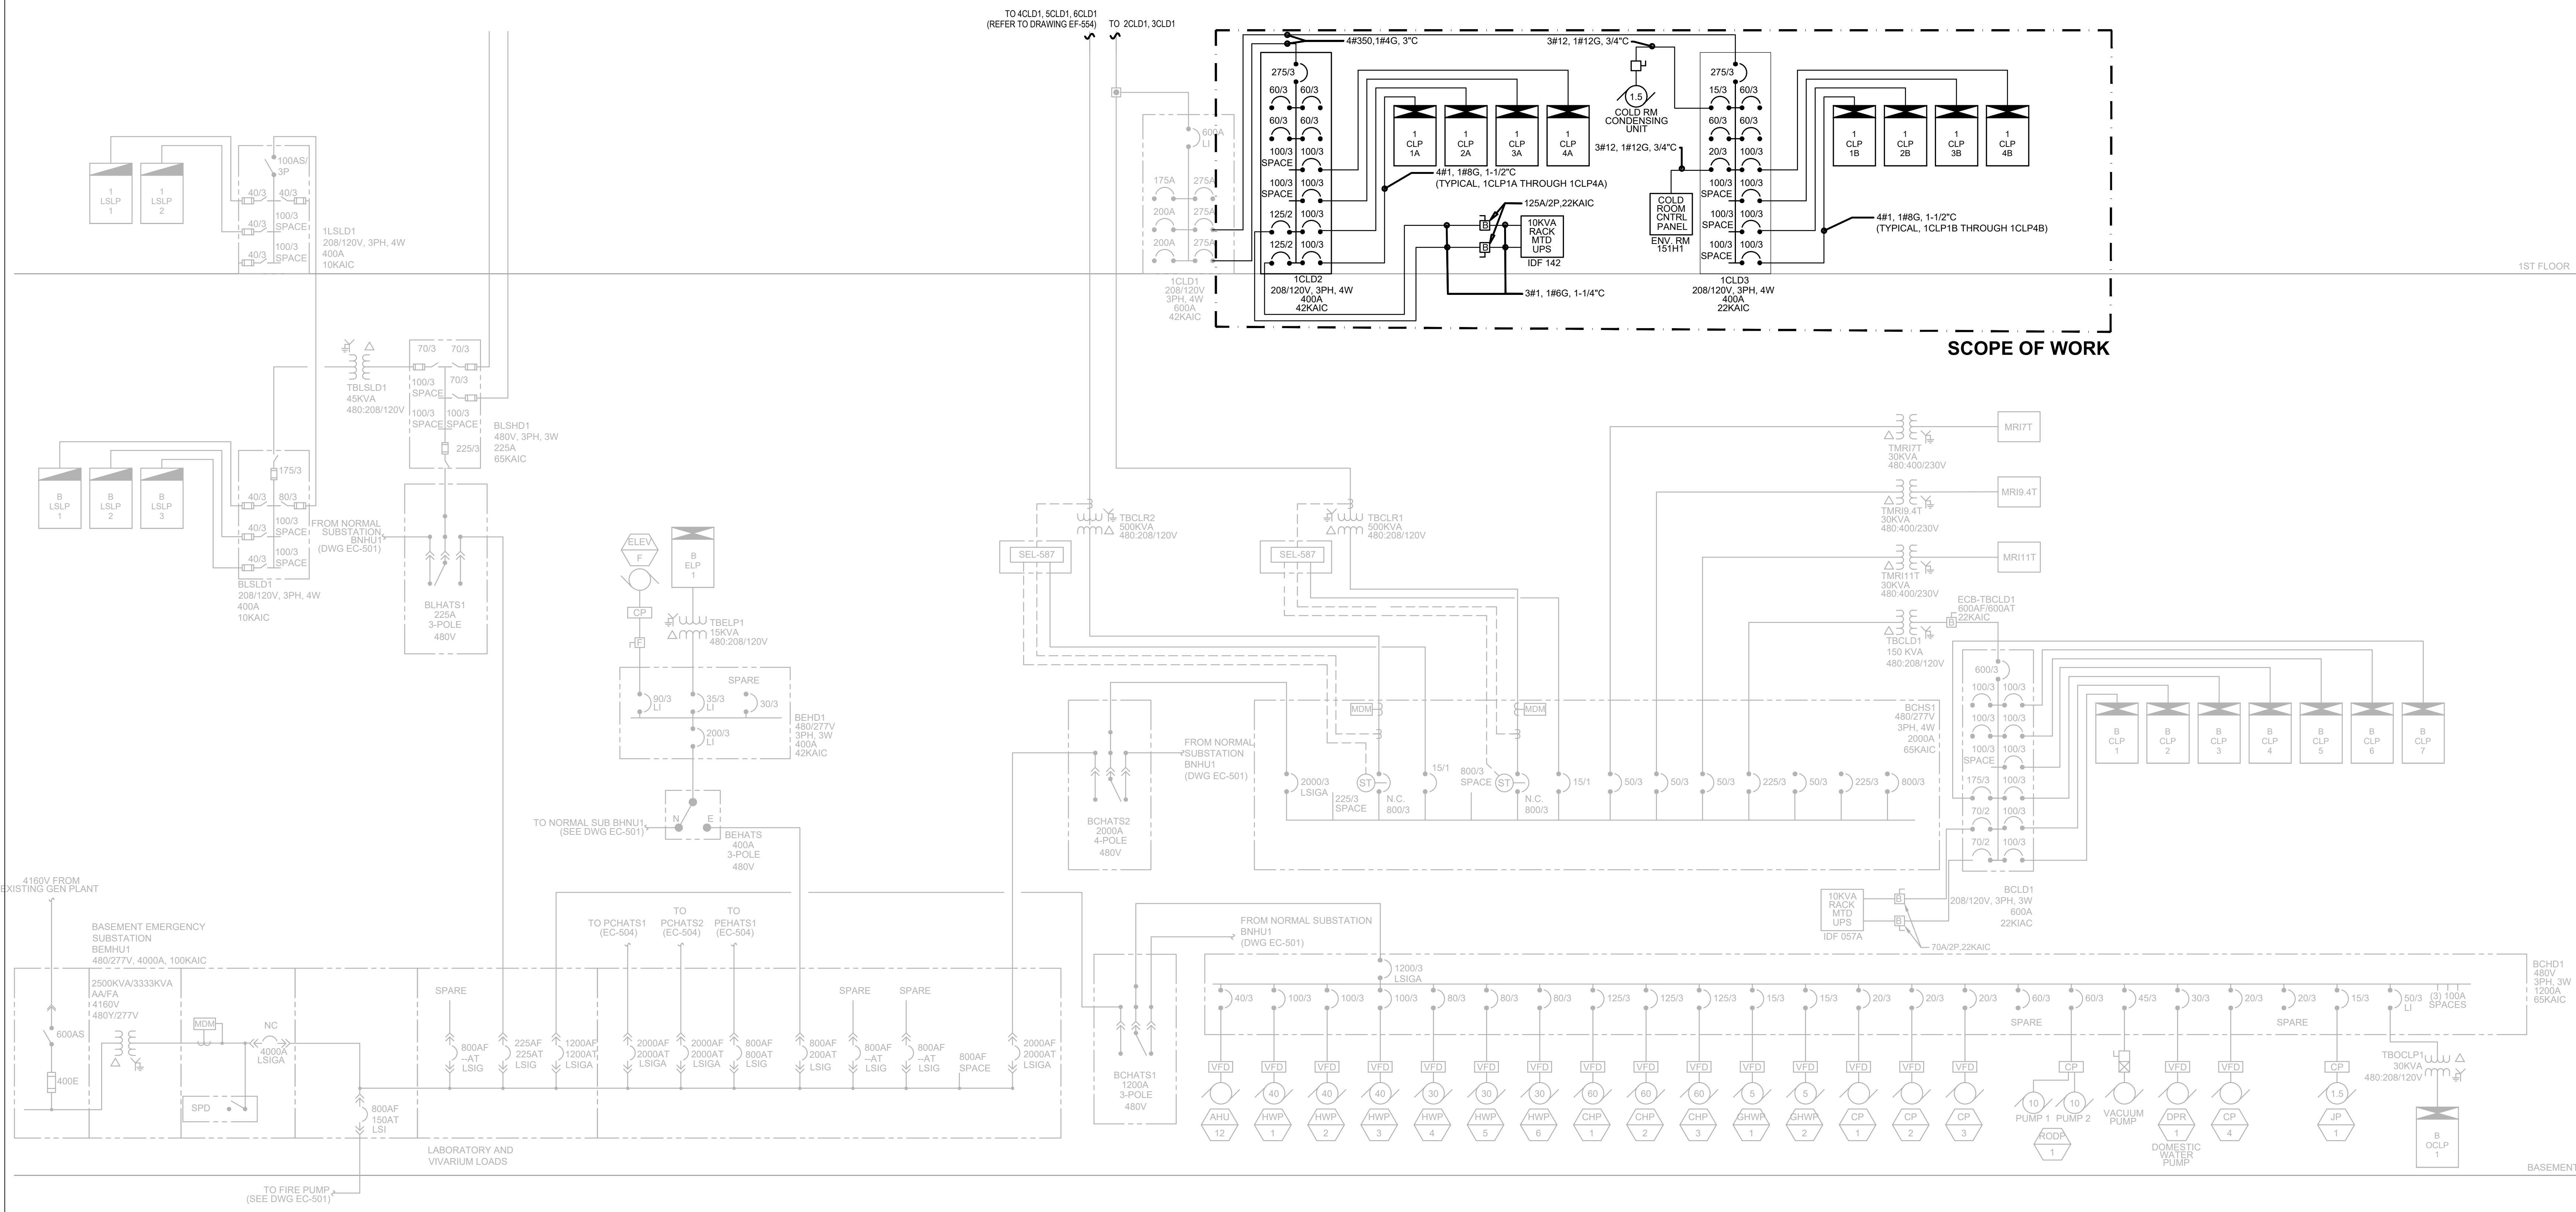 TO 4CLD1, 5CLD1, 6CLD1
(REFER TO DRAWING EF-554)
TO 2CLD1, 3CLD1
4#350,1#4G, 3"C
3#12, 1#12G, 3/4"C
275/3
60/3 60/3
60/3 60/3
100/3 100/3
SPACE
100/3 100/3
SPACE
125/2 100/3
125/2 100/3
1CLD2
208/120V, 3PH, 4W
400A
42KAIC
1
CLP
1A
1
CLP
2A
1
CLP
3A
1
CLP
4A
4#1, 1#8G, 1-1/2"C
(TYPICAL, 1CLP1A THROUGH 1CLP4A)
125A/2P,22KAIC
B
B
10KVA
RACK
MTD
UPS
IDF 142
3#1, 1#6G, 1-1/4"C
1.5
COLD RM
CONDENSING
UNIT
3#12, 1#12G, 3/4"C
COLD
ROOM
CNTRL
PANEL
ENV. RM
151H1
275/3
15/3 60/3
60/3 60/3
20/3 100/3
100/3 100/3
SPACE
100/3 100/3
SPACE
100/3 100/3
SPACE
1CLD3
208/120V, 3PH, 4W
400A
22KAIC
1
CLP
1B
1
CLP
2B
1
CLP
3B
1
CLP
4B
4#1, 1#8G, 1-1/2"C
(TYPICAL, 1CLP1B THROUGH 1CLP4B)
SCOPE OF WORK
1ST FLOOR
600A
LI
175A 275A
200A 275A
200A 275A
1CLD1
208/120V
3PH, 4W
600A
42KAIC
1
LSLP
1
1
LSLP
2
100AS/
3P
40/3 40/3
40/3
100/3
SPACE
40/3
100/3
SPACE
1LSLD1
208/120V, 3PH, 4W
400A
10KAIC
TBLSLD1
45KVA
480:208/120V
70/3 70/3
100/3
SPACE
70/3
100/3 100/3
SPACE SPACE
225/3
BLSHD1
480V, 3PH, 3W
225A
65KAIC
B
LSLP
1
B
LSLP
2
B
LSLP
3
175/3
40/3 80/3
40/3
100/3
SPACE
40/3
100/3
SPACE
BLSLD1
208/120V, 3PH, 4W
400A
10KAIC
FROM NORMAL
SUBSTATION
BNHU1
(DWG EC-501)
BLHATS1
225A
3-POLE
480V
ELEV
F
CP
F
B
ELP
1
TBELP1
15KVA
480:208/120V
SPARE
90/3
LI
35/3
LI
30/3
200/3
LI
BEHD1
480/277V
3PH, 3W
400A
42KAIC
N E
TO NORMAL SUB BHNU1
(SEE DWG EC-501)
BEHATS
400A
3-POLE
480V
TBCLR2
500KVA
480:208/120V
SEL-587
TBCLR1
500KVA
480:208/120V
SEL-587
TMRI7T
30KVA
480:400/230V
MRI7T
TMRI9.4T
30KVA
480:400/230V
MRI9.4T
TMRI11T
30KVA
480:400/230V
MRI11T
ECB-TBCLD1
600AF/600AT
22KAIC
B
TBCLD1
150 KVA
480:208/120V
MDM
MDM
BCHS1
480/277V
3PH, 4W
2000A
65KAIC
2000/3
LSIGA
225/3
SPACE
ST
N.C.
800/3
15/1
800/3
SPACE
ST
N.C.
800/3
15/1
50/3
50/3
50/3
225/3
50/3
225/3
800/3
FROM NORMAL
SUBSTATION
BNHU1
(DWG EC-501)
BCHATS2
2000A
4-POLE
480V
600/3
100/3 100/3
100/3 100/3
100/3 100/3
SPACE
175/3 100/3
70/2 100/3
70/2 100/3
BCLD1
208/120V, 3PH, 3W
600A
22KIAC
B
CLP
1
B
CLP
2
B
CLP
3
B
CLP
4
B
CLP
5
B
CLP
6
B
CLP
7
10KVA
RACK
MTD
UPS
IDF 057A
B
B
70A/2P,22KAIC
4160V FROM
EXISTING GEN PLANT
BASEMENT EMERGENCY
SUBSTATION
BEMHU1
480/277V, 4000A, 100KAIC
600AS
400E
2500KVA/3333KVA
AA/FA
4160V
480Y/277V
MDM
SPD
NC
4000A
LSIGA
800AF
150AT
LSI
SPARE
800AF
--AT
LSIG
225AF
225AT
LSIG
1200AF
1200AT
LSIGA
TO PCHATS1
(EC-504)
TO
PCHATS2
(EC-504)
TO
PEHATS1
(EC-504)
2000AF
2000AT
LSIGA
2000AF
2000AT
LSIGA
800AF
800AT
LSIG
800AF
200AT
LSIG
SPARE
800AF
--AT
LSIG
SPARE
800AF
--AT
LSIG
800AF
SPACE
2000AF
2000AT
LSIGA
LABORATORY AND
VIVARIUM LOADS
TO FIRE PUMP
(SEE DWG EC-501)
FROM NORMAL SUBSTATION
BNHU1
(DWG EC-501)
BCHATS1
1200A
3-POLE
480V
1200/3
LSIGA
BCHD1
480V
3PH, 3W
1200A
65KAIC
40/3 100/3 100/3 100/3 80/3 80/3 80/3 125/3 125/3 125/3 15/3 15/3 20/3 20/3 20/3 60/3 60/3 45/3 30/3 20/3 20/3 15/3 50/3
LI
SPARE
SPARE
(3) 100A
SPACES
VFD VFD VFD VFD VFD VFD VFD VFD VFD VFD VFD VFD VFD VFD VFD CP VFD VFD CP
40 40 40 30 30 30 60 60 60 5 5 10 10 1.5
PUMP 1 PUMP 2
VACUUM
PUMP
AHU
12
HWP
1
HWP
2
HWP
3
HWP
4
HWP
5
HWP
6
CHP
1
CHP
2
CHP
3
GHWP
1
GHWP
2
CP
1
CP
2
CP
3
RODP
1
DPR
1
DOMESTIC
WATER
PUMP
CP
4
JP
1
TBOCLP1
30KVA
480:208/120V
B
OCLP
1
BASEMENT